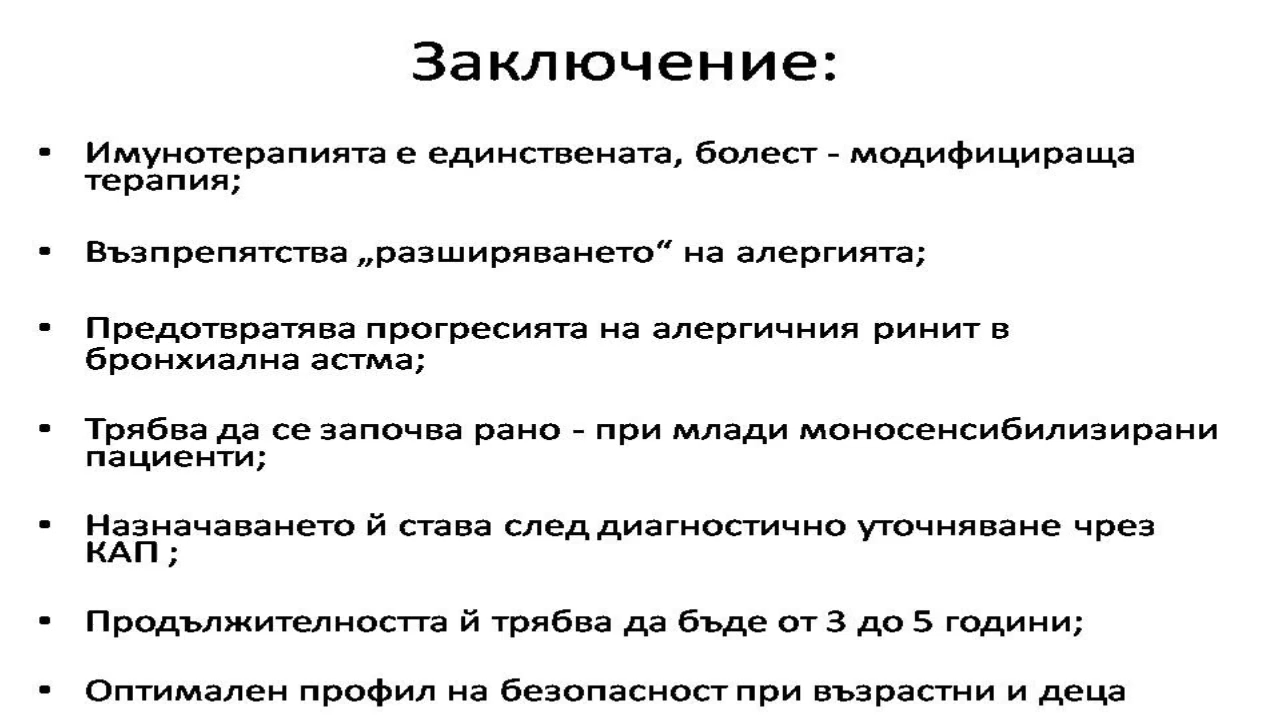 Заключение:
• Имунотерапията е единствената, болест - модифицираща
терапия;
• Възпрепятства „разширяването“ на алергията;
• Предотвратява прогресията на алергичния ринит в
бронхиална астма;
• Трябва да се започва рано - при млади моносенсибилизирани
пациенти;
• Назначаването й става след диагностично уточняване чрез
КАП ;
• Продължителността й трябва да бъде от 3 до 5 години;
• Оптимален профил на безопасност при възрастни и деца